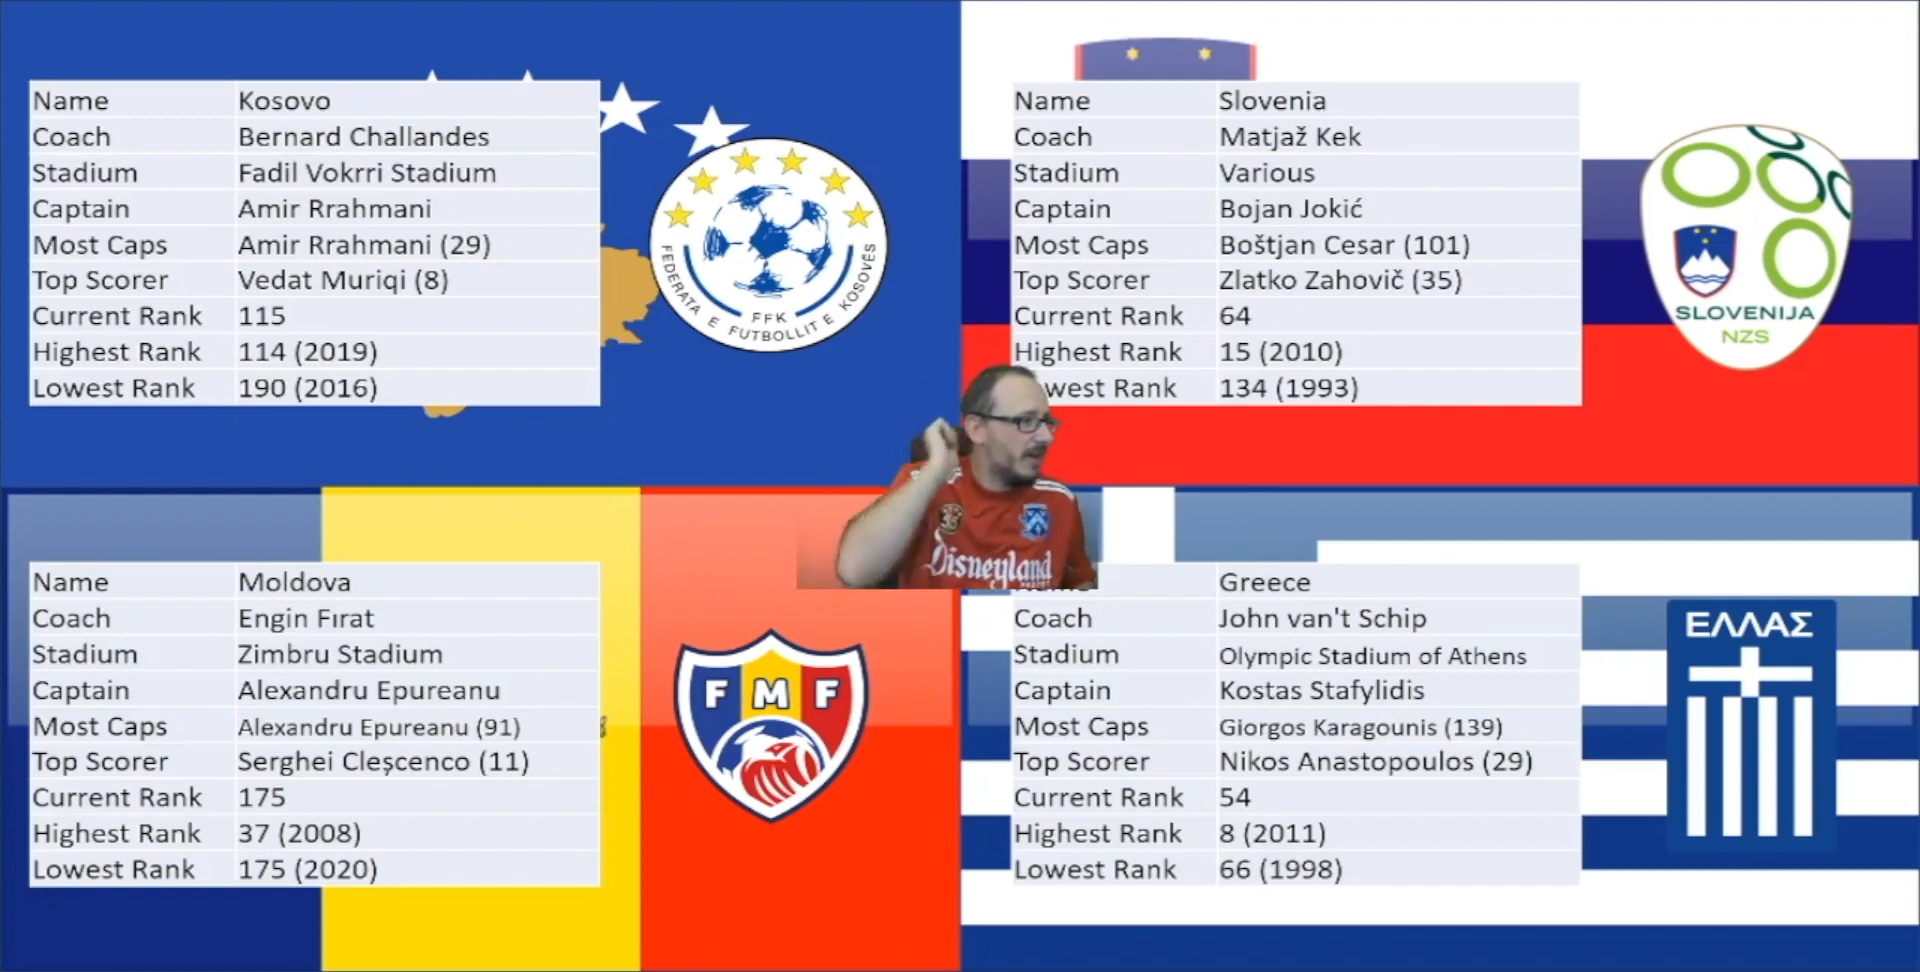 Name Kosovo
Coach Bernard Challandes
Stadium Fadil Vokrri Stadium
Captain Amir Rrahmani
Most Caps Amir Rrahmani (29)
Top Scorer Vedat Muriqi (8)
Current Rank 115
Highest Rank 114 (2019)
Lowest Rank 190 (2016)
FEDERATA E FUTBOLLIT E KOSOVËS
FFK
Name Slovenia
Coach Matjaž Kek
Stadium Various
Captain Bojan Jokić
Most Caps Boštjan Cesar (101)
Top Scorer Zlatko Zahovič (35)
Current Rank 64
Highest Rank 15 (2010)
west Rank 134 (1993)
SLOVENIJA
NZS
Disneyland
Name Moldova
Coach Engin Fırat
Stadium Zimbru Stadium
Captain Alexandru Epureanu
Most Caps Alexandru Epureanu (91)
Top Scorer Serghei Cleșcenco (11)
Current Rank 175
Highest Rank 37 (2008)
Lowest Rank 175 (2020)
FMF
Greece
Coach John van't Schip
Stadium Olympic Stadium of Athens
Captain Kostas Stafylidis
Most Caps Giorgos Karagounis (139)
Top Scorer Nikos Anastopoulos (29)
Current Rank 54
Highest Rank 8 (2011)
Lowest Rank 66 (1998)
ΕΛΛΑΣ